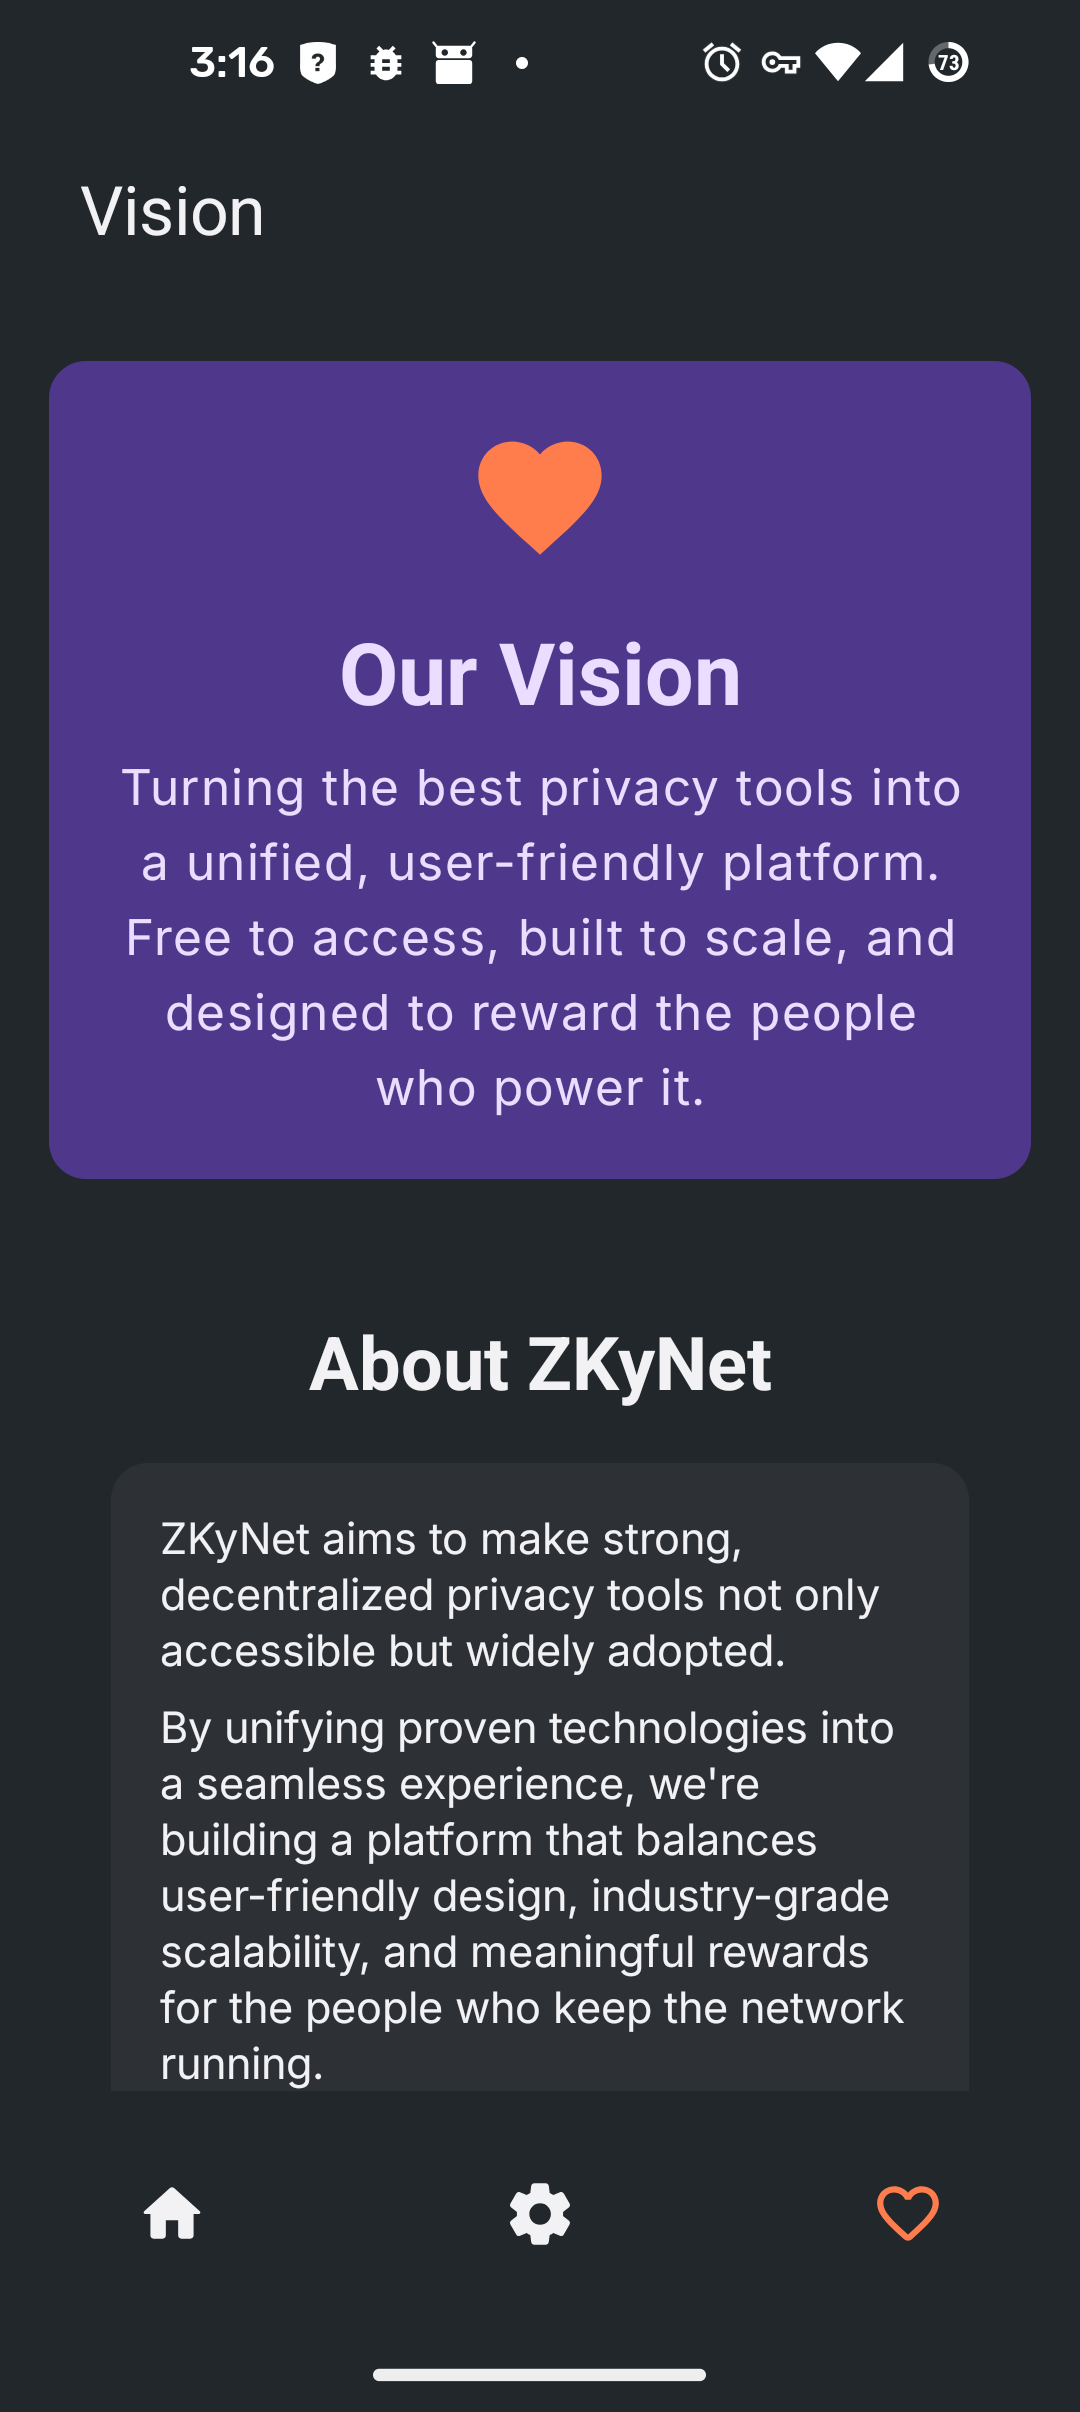 3:16
?
73
Vision
Our Vision
Turning the best privacy tools into
a unified, user-friendly platform.
Free to access, built to scale, and
designed to reward the people
who power it.
About ZKyNet
ZKyNet aims to make strong,
decentralized privacy tools not only
accessible but widely adopted.
By unifying proven technologies into
a seamless experience, we're
building a platform that balances
user-friendly design, industry-grade
scalability, and meaningful rewards
for the people who keep the network
running.